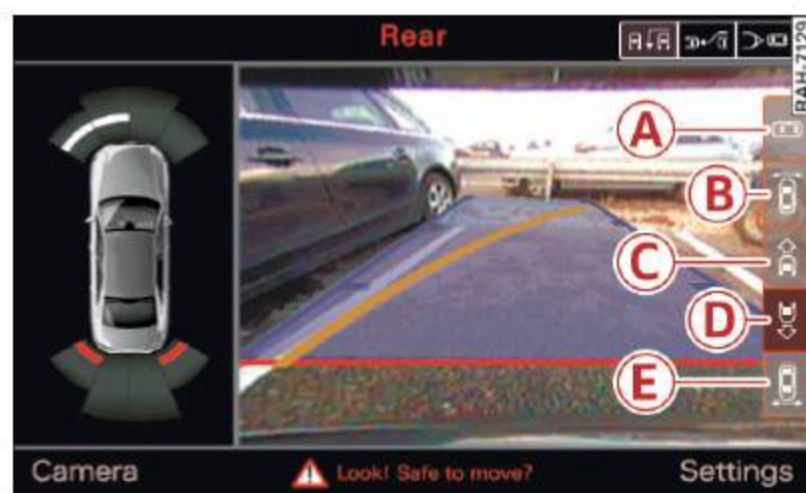 Rear
RAH-7129
A
B
C
D
E
Camera
Look! Safe to move?
Settings